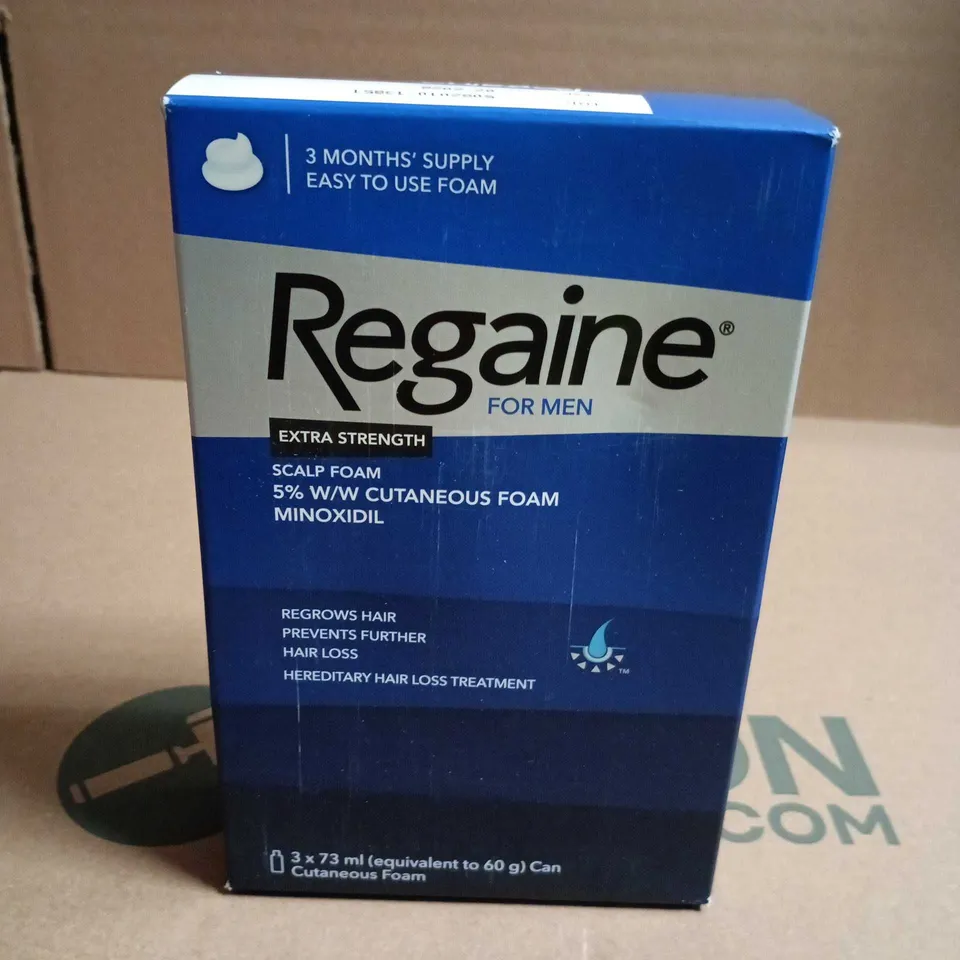 3 MONTHS' SUPPLY
EASY TO USE FOAM
Regaine®
FOR MEN
EXTRA STRENGTH
SCALP FOAM
5% W/W CUTANEOUS FOAM
MINOXIDIL
REGROWS HAIR
PREVENTS FURTHER
HAIR LOSS
HEREDITARY HAIR LOSS TREATMENT
TM
3 x 73 ml (equivalent to 60 g) Can
Cutaneous Foam
ON
COM